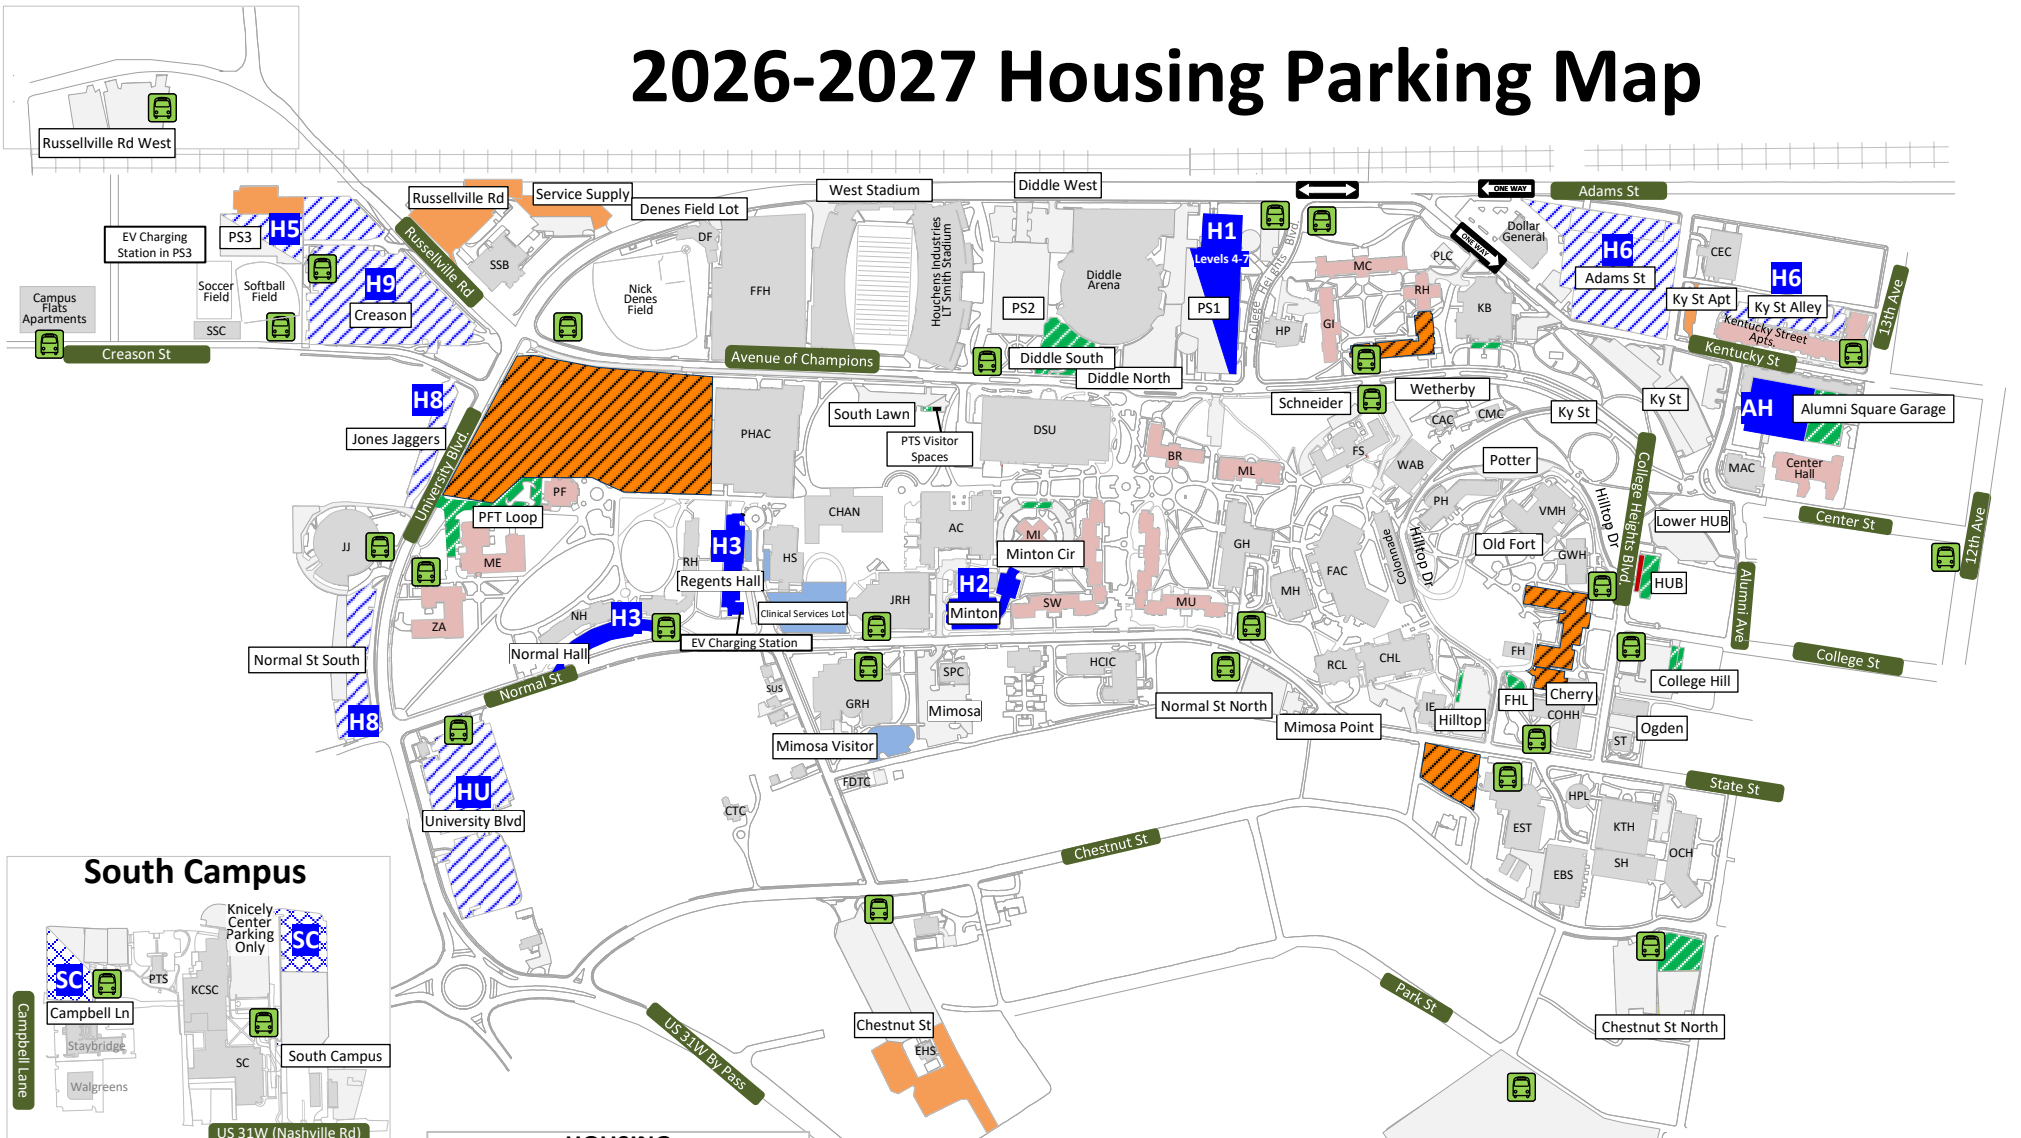 2026-2027 Housing Parking Map
Russellville Rd West
Russellville Rd
Service Supply
Denes Field Lot
West Stadium
Diddle West
ONE WAY
Adams St
EV Charging
Station in PS3
PS3
H5
Russellville Rd
SSB
DF
FFH
Nick
Denes
Field
Houchens Industries
LT Smith Stadium
PS2
Diddle
Arena
H1
Levels 4-7
PS1
College Heights Blvd
HP
MC
GI
RH
PLC
ONE WAY
KB
Dollar
General
H6
Adams St
CEC
H6
Ky St Apt
Ky St Alley
Kentucky Street
Apts.
Kentucky St
13th Ave
Campus
Flats
Apartments
Soccer
Field
Softball
Field
SSC
H9
Creason
Creason St
Avenue of Champions
Diddle South
Diddle North
H8
Jones Jaggers
University Blvd.
PHAC
South Lawn
PTS Visitor
Spaces
DSU
BR
ML
Schneider
Wetherby
CAC
CMC
FS
WAB
Ky St
Ky St
AH
Alumni Square Garage
MAC
Center
Hall
Potter
PH
VMH
Old Fort
GWH
Hilltop Dr
Hilltop Dr
Colonnade
College Heights Blvd.
Lower HUB
HUB
Center St
12th Ave
Alumni Ave
College St
JJ
PF
PFT Loop
ME
ZA
H3
RH
Regents Hall
HS
CHAN
AC
MI
Minton Cir
H2
Minton
SW
MU
GH
MH
FAC
NH
H3
Normal Hall
Clinical Services Lot
JRH
EV Charging Station
Normal St
Normal St South
H8
HU
University Blvd
sus
GRH
SPC
Mimosa
HCIC
Normal St North
Mimosa Visitor
Mimosa Point
FDTC
CTC
RCL
CHL
IE
Hilltop
FH
FHL
Cherry
COHH
College Hill
Ogden
ST
State St
HPL
EST
KTH
SH
OCH
EBS
Chestnut St
Park St
Chestnut St North
Chestnut St
EHS
US 31W By Pass
South Campus
Knicely
Center
Parking
Only
SC
SC
PTS
KCSC
Campbell Ln
Campbell Lane
Staybridge
Walgreens
SC
South Campus
US 31W (Nashville Rd)
HOUSING